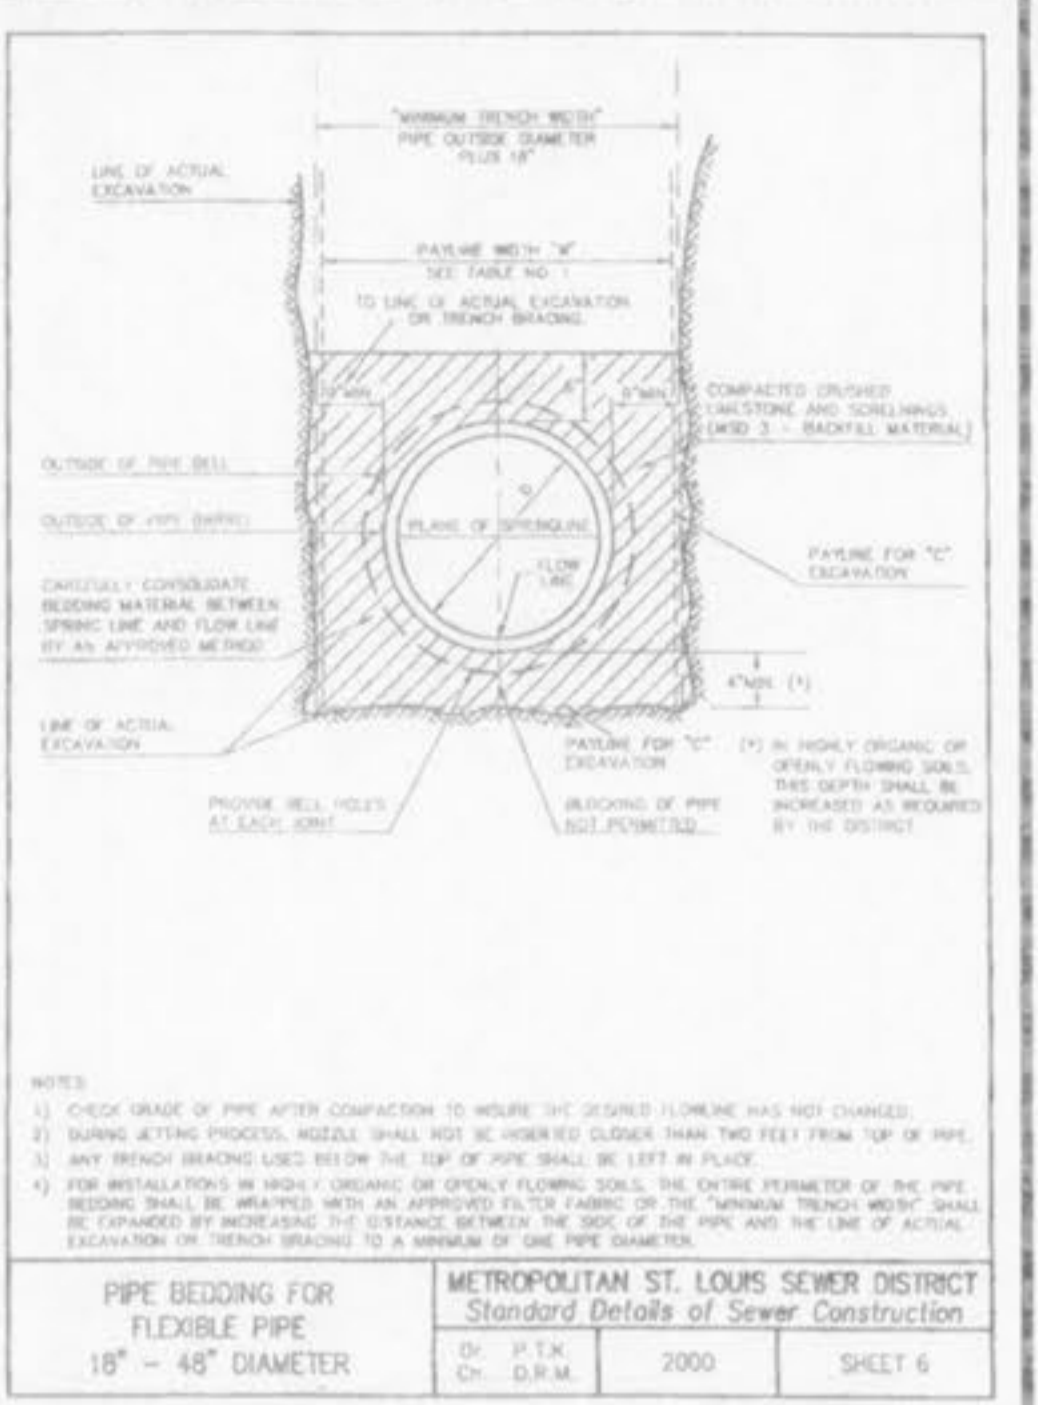 "MINIMUM TRENCH WIDTH"
PIPE OUTSIDE DIAMETER
PLUS 18"
LINE OF ACTUAL
EXCAVATION
PAYLINE WIDTH "W"
SEE TABLE NO. 1
TO LINE OF ACTUAL EXCAVATION
OR TRENCH BRACING.
9"MIN
6"
9"MIN
COMPACTED CRUSHED
LIMESTONE AND SCREENINGS
(MSD 3 - BACKFILL MATERIAL)
OUTSIDE OF PIPE BELL
D
OUTSIDE OF PIPE BARREL
PLANE OF SPRINGLINE
FLOW
LINE
PAYLINE FOR "C"
EXCAVATION
CAREFULLY CONSOLIDATE
BEDDING MATERIAL BETWEEN
SPRING LINE AND FLOW LINE
BY AN APPROVED METHOD
4"MIN. (*)
LINE OF ACTUAL
EXCAVATION
PAYLINE FOR "C"
EXCAVATION
(*) IN HIGHLY ORGANIC OR
OPENLY FLOWING SOILS,
THIS DEPTH SHALL BE
INCREASED AS REQUIRED
BY THE DISTRICT
PROVIDE BELL HOLES
AT EACH JOINT
BLOCKING OF PIPE
NOT PERMITTED
NOTES
1) CHECK GRADE OF PIPE AFTER COMPACTION TO INSURE THE DESIRED FLOWLINE HAS NOT CHANGED.
2) DURING JETTING PROCESS, NOZZLE SHALL NOT BE INSERTED CLOSER THAN TWO FEET FROM TOP OF PIPE.
3) ANY TRENCH BRACING USED BELOW THE TOP OF PIPE SHALL BE LEFT IN PLACE.
4) FOR INSTALLATIONS IN HIGHLY ORGANIC OR OPENLY FLOWING SOILS, THE ENTIRE PERIMETER OF THE PIPE
BEDDING SHALL BE WRAPPED WITH AN APPROVED FILTER FABRIC OR THE "MINIMUM TRENCH WIDTH" SHALL
BE EXPANDED BY INCREASING THE DISTANCE BETWEEN THE SIDE OF THE PIPE AND THE LINE OF ACTUAL
EXCAVATION OR TRENCH BRACING TO A MINIMUM OF ONE PIPE DIAMETER.
PIPE BEDDING FOR
FLEXIBLE PIPE
18" - 48" DIAMETER
METROPOLITAN ST. LOUIS SEWER DISTRICT
Standard Details of Sewer Construction
Dr. P.T.K.
Ch. D.R.M.
2000
SHEET 6